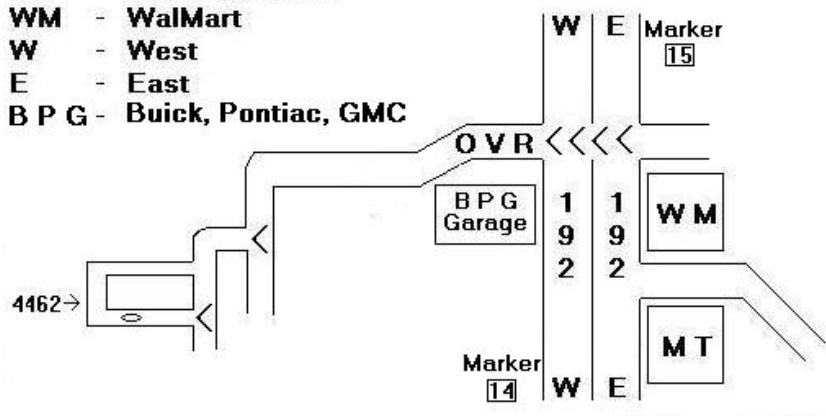 WM - WalMart
W - West
E - East
B P G - Buick, Pontiac, GMC
W E
Marker
15
O V R
B P G
Garage
1 1
9 9
2 2
W M
4462
M T
Marker
14
W E